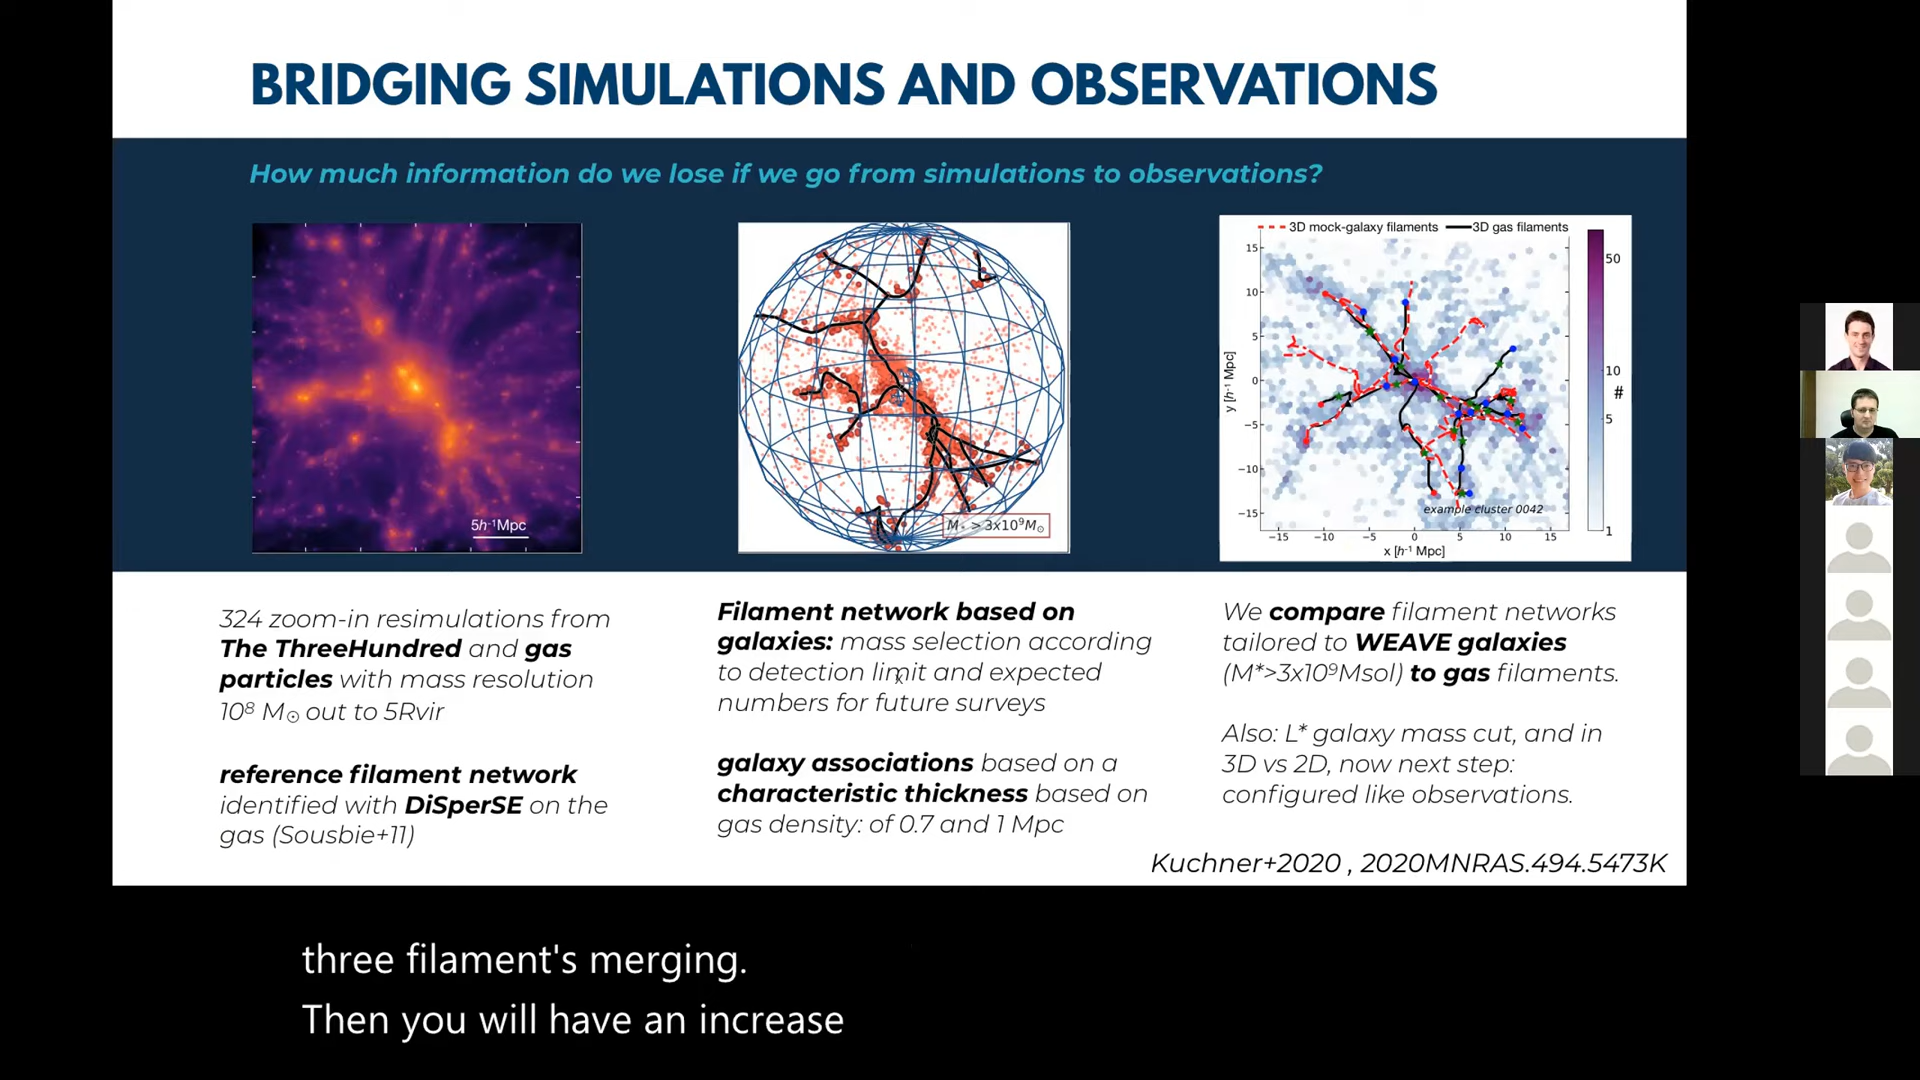 BRIDGING SIMULATIONS AND OBSERVATIONS
How much information do we lose if we go from simulations to observations?
5h⁻¹Mpc
M⋆ > 3x10⁹M☉
3D mock-galaxy filaments
3D gas filaments
15
10
5
0
−5
−10
−15
y [h⁻¹ Mpc]
−15
−10
−5
0
5
10
15
x [h⁻¹ Mpc]
example cluster 0042
50
10
5
1
#
324 zoom-in resimulations from
The ThreeHundred and gas
particles with mass resolution
10⁸ M☉ out to 5Rvir
reference filament network
identified with DiSperSE on the
gas (Sousbie+11)
Filament network based on
galaxies: mass selection according
to detection limit and expected
numbers for future surveys
galaxy associations based on a
characteristic thickness based on
gas density: of 0.7 and 1 Mpc
We compare filament networks
tailored to WEAVE galaxies
(M*>3x10⁹Msol) to gas filaments.
Also: L* galaxy mass cut, and in
3D vs 2D, now next step:
configured like observations.
Kuchner+2020 , 2020MNRAS.494.5473K
three filament's merging.
Then you will have an increase